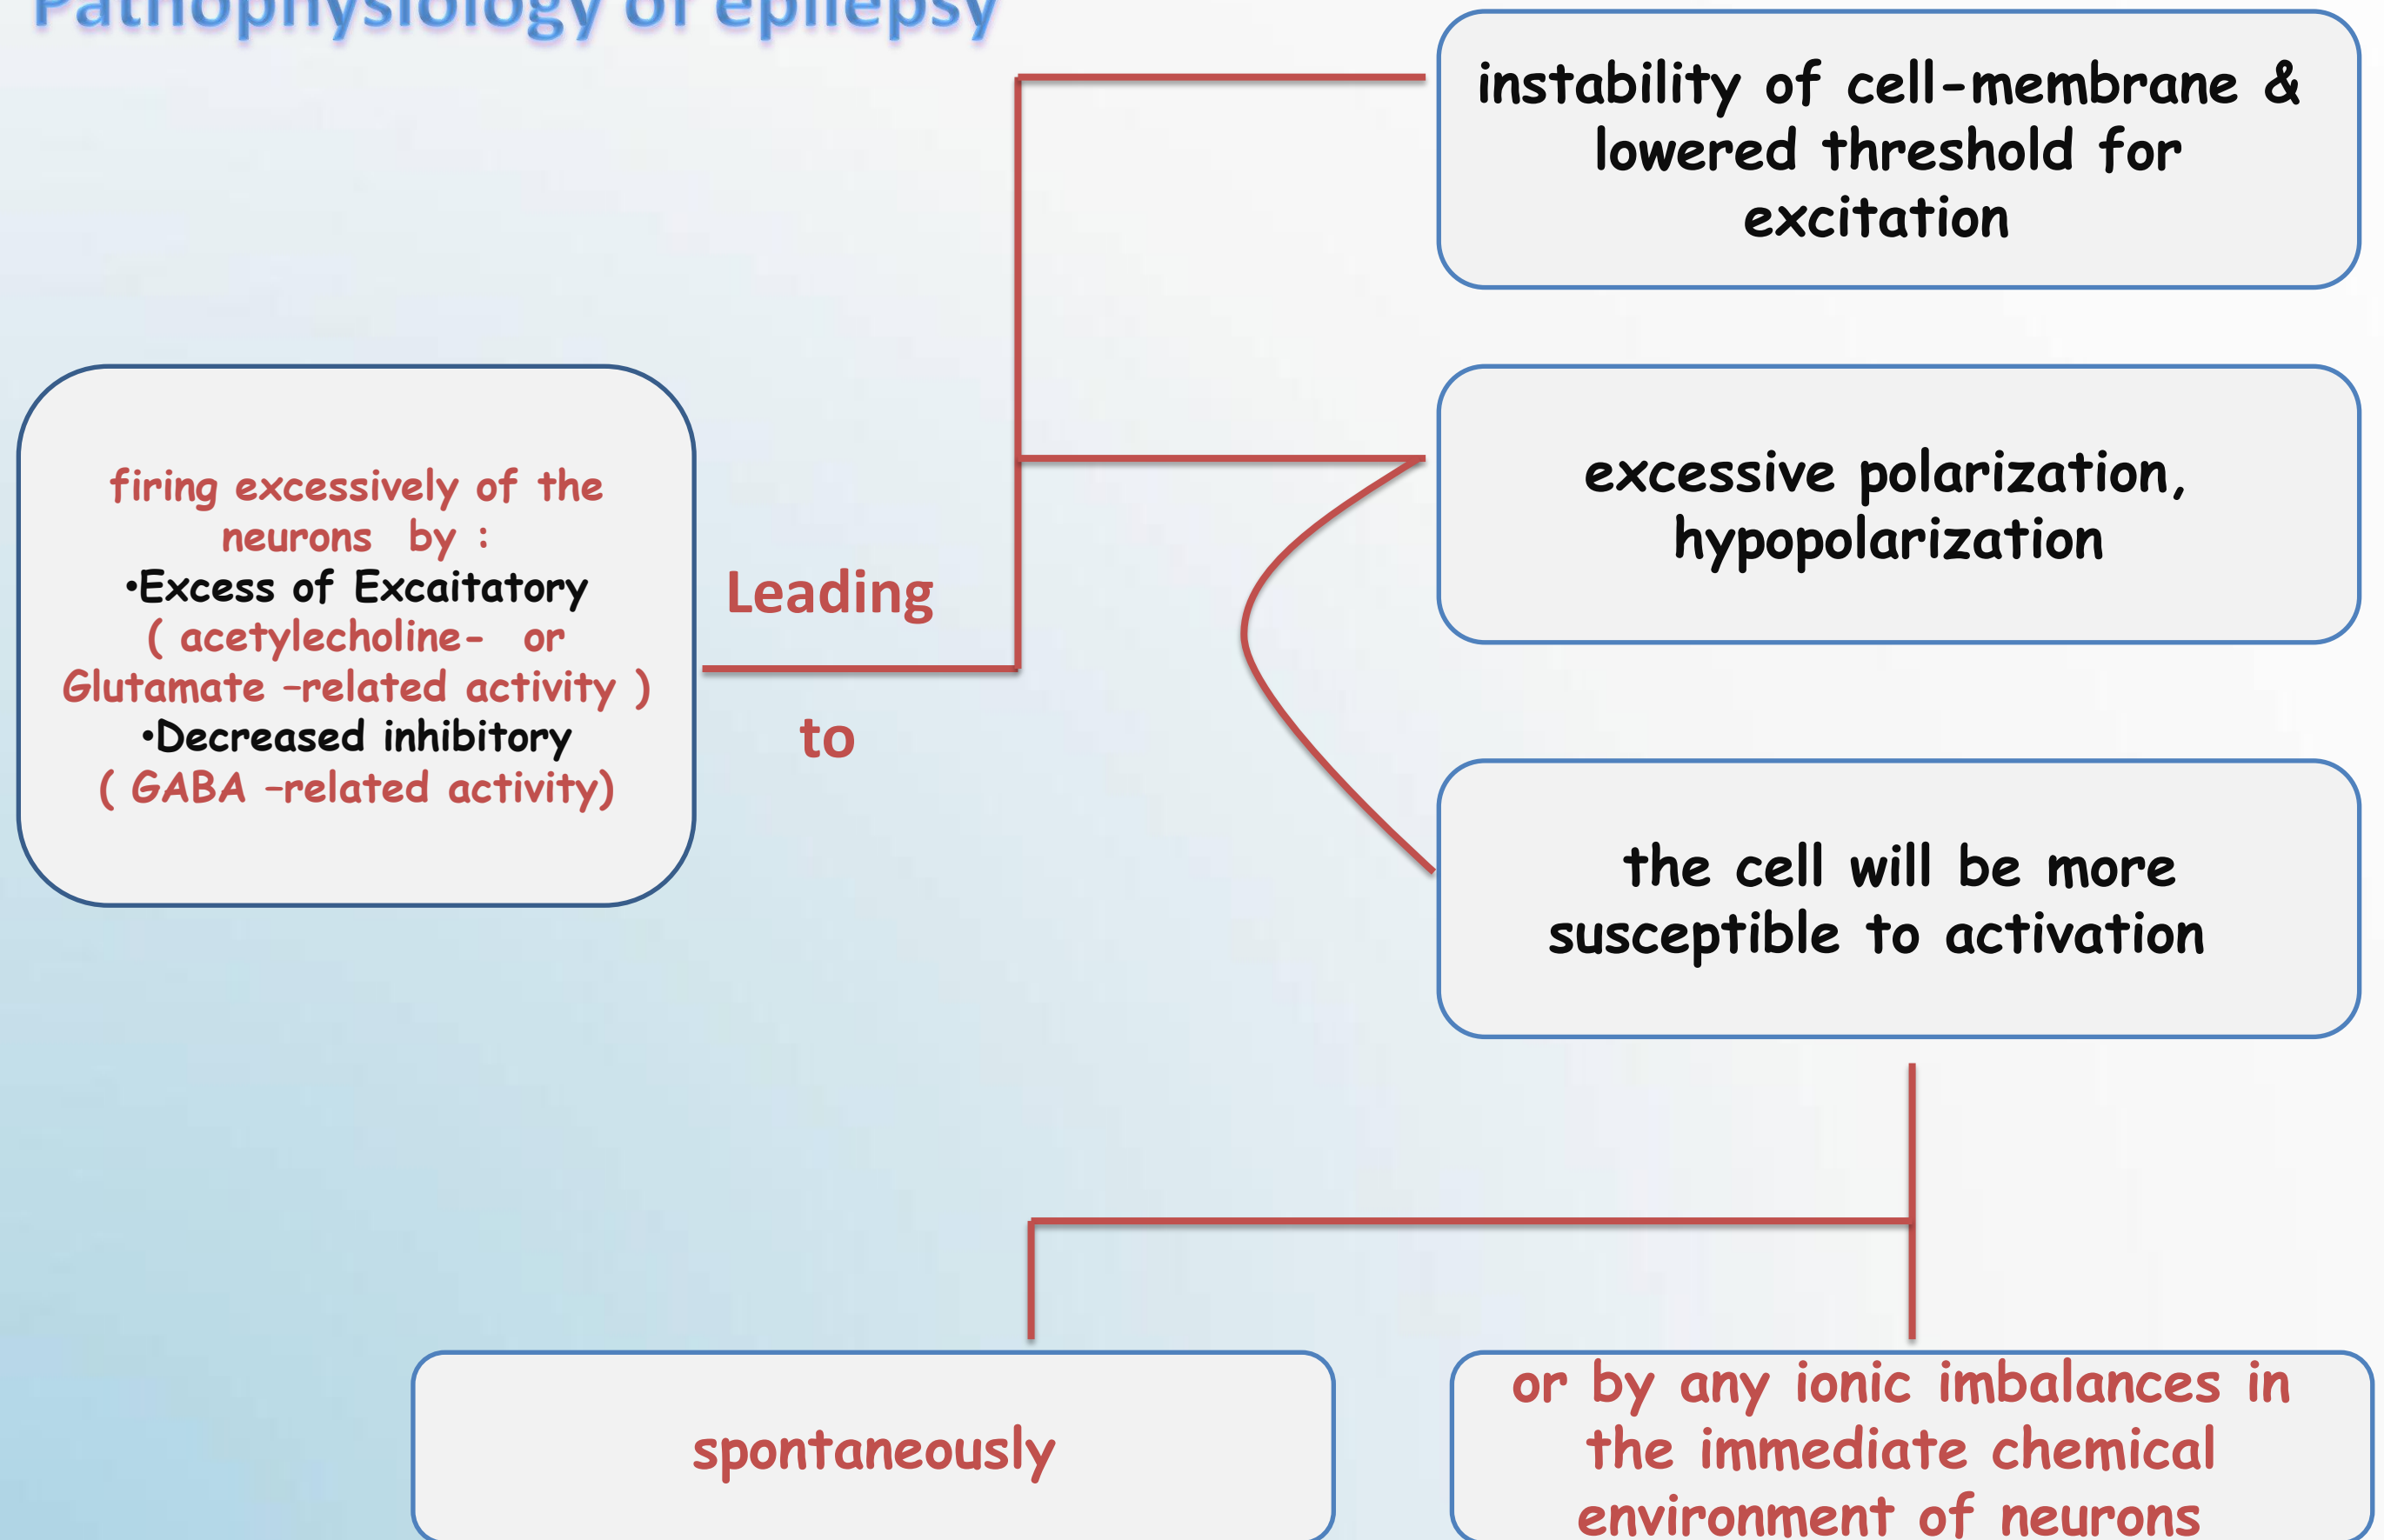 Pathophysiology of epilepsy
instability of cell-membrane &
lowered threshold for
excitation
firing excessively of the
neurons by :
•Excess of Excaitatory
( acetylecholine- or
Glutamate –related activity )
•Decreased inhibitory
( GABA –related activity)
Leading
to
excessive polarization,
hypopolarization
the cell will be more
susceptible to activation
spontaneously
or by any ionic imbalances in
the immediate chemical
environment of neurons